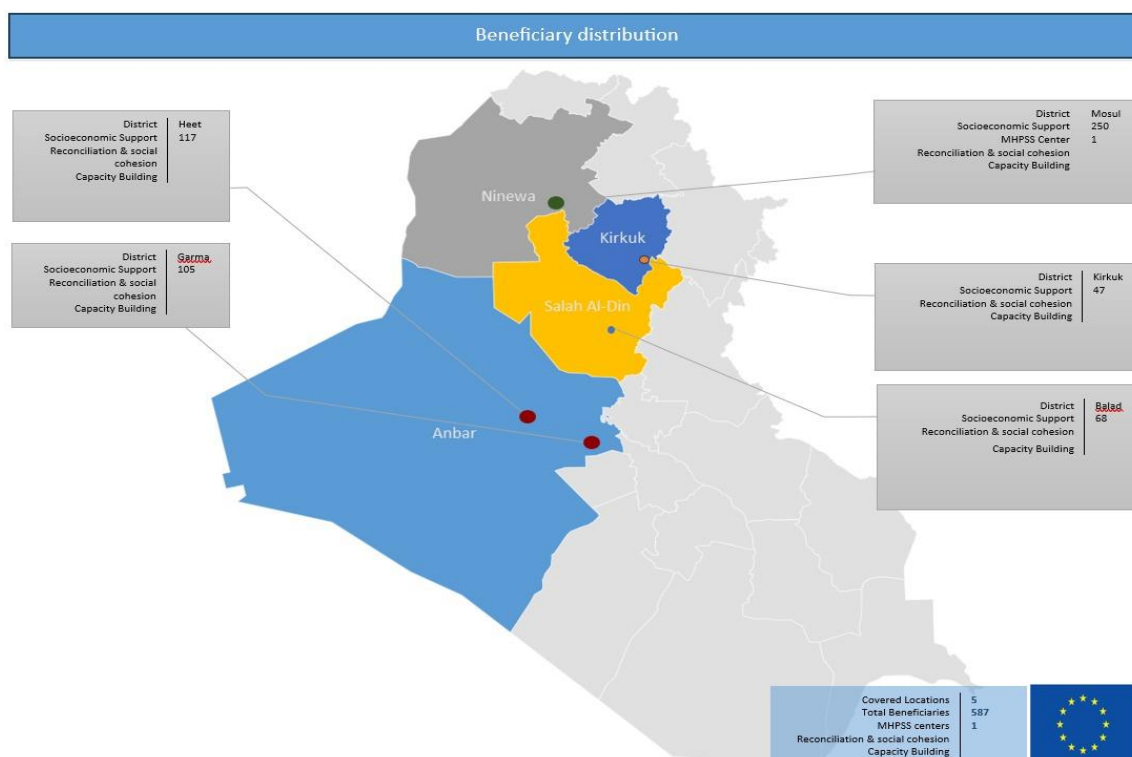 Beneficiary distribution
District Heet
Socioeconomic Support 117
Reconciliation & social
cohesion
Capacity Building
District Mosul
Socioeconomic Support 250
MHPSS Center 1
Reconciliation & social cohesion
Capacity Building
Ninewa
Kirkuk
District Garma
Socioeconomic Support 105
Reconciliation & social
cohesion
Capacity Building
District Kirkuk
Socioeconomic Support 47
Reconciliation & social cohesion
Capacity Building
Salah Al-Din
Anbar
District Balad
Socioeconomic Support 68
Reconciliation & social cohesion
Capacity Building
Covered Locations 5
Total Beneficiaries 587
MHPSS centers 1
Reconciliation & social cohesion
Capacity Building